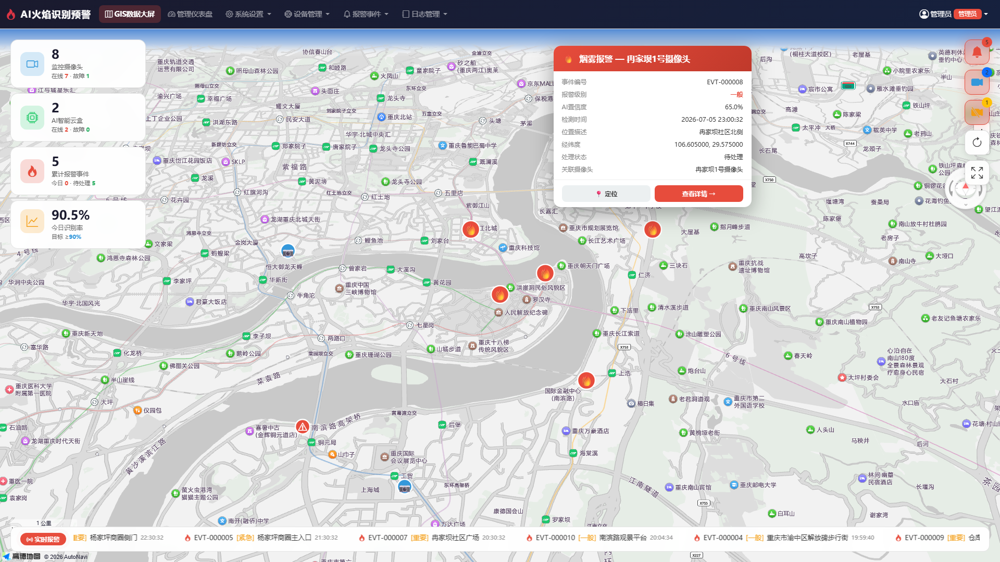 AI火焰识别预警
GIS数据大屏
管理仪表盘
系统设置
设备管理
报警事件
日志管理
管理员 管理员
8
监控摄像头
在线 7 · 故障 1
2
AI智能云盒
在线 2 · 故障 0
5
累计报警事件
今日 0 · 待处理 5
90.5%
今日识别率
目标 ≥90%
烟雾报警 — 冉家坝1号摄像头
事件编号 EVT-000008
报警级别 一般
AI置信度 65.0%
检测时间 2026-07-05 23:00:32
位置描述 冉家坝社区北侧
经纬度 106.605000, 29.575000
处理状态 待处理
关联摄像头 冉家坝1号摄像头
定位
查看详情 →
5
2
1
协信春山台
金渝立交
重庆轨道交通
运营有限公司
照母山森林公园
和睦路
童家院子
砂之船
(重庆两江)奥莱
火凤山
照母山立交
东环立交
京东MALL
江与城星乐汇
渝兴广场
幸福广场
头面庄
龙头寺
保税港
耀文大厦
刘家院子立交
五童立交
上丁企业公园
洪湖东路
民安大道
重庆北站
头塘
茅溪
华宇·北城中央汇
新牌坊立交
郑家院子
唐家院子
龙头寺公园
重庆鲁能巴蜀中学
重庆岱江花园饭店
SKLP
紫福路
溉澜溪
龙溪
黄泥塝
龙头寺公园
红旗河沟
红土地立交
红土地
五里店
6号线
花卉园
紫御江山
长嘉汇
龙湖重庆北城天街
江北城
重庆市规划展览馆
鸿恩寺立交
金岗大厦
鲤鱼池
刘家台
长江艺术广场
重庆科技馆
4号线
文家梁
蚂蝗梁
鸿恩寺森林公园
恒大御龙天峰
曾家岩
大溪沟
重庆朝天门广场
华润中央公园
李家坪
华新街
黄花园
洪崖洞民俗风貌区
重庆中国
三峡博物馆
罗汉寺
牛角沱
华宇·北国风光
君豪大饭店
人民解放纪念碑
七星岗
重庆新天地
李子坝
两路口
重庆十八梯
传统风貌区
富华路
化龙桥
鹅岭公园
菜园坝立交
重庆珊瑚公园
山城步道
佛图关公园
菜袁路
半山崖线
重庆医科大学
附属第一医院
大坪
仪园包
国际金融中心
(南滨路)
黄葛渡立交
石油路
龙湖重庆时代天街
喜奢中古
(金辉铜元道店)
南滨路高架桥
后堡
铜元局
山巾子
黄沙溪滨江路
重庆国际
会议展览中心
重医一院
工贸
上海城
东环高架桥
袁家岗
萤火虫港湾
猫猫主题公园
康德国会山
南开(融侨)中学
万达广场
罗家坝
(桐桂大道校区)
后沟
老屋基
小院里农家乐
半山
宸市公寓
雁水滩垂钓园
高滩
陈家梁
铁山坪
太平冲
大桥
载英中学
老鸦山
X744
龙颈子
长石尾
X750
铜锣花谷
堰塘湾
蚕桑局
陈家堡
大屋基
指月峰步道
南山放牛村杜鹃园
老房子
高坎子
南山寺
大垭口
三块石
重庆抗战
遗址博物馆
仁济
下浩里
清水溪步道
重庆南山风景区
X753
老友记鱼塘农家乐
重庆南山植物园
重庆长江索道
涂山雕塑公园
X753
6号线
心泊·自在
南山180度
全景森林景观
疗愈身心民宿
春天岭
炮台山
上浩
大坪村委会
大石村
椿日集
老君洞道观
重庆市第二
外国语学校
水口庙
重庆万豪酒店
黄桷垭老街
人头山
马秧井
后河
海棠溪
江南隧道
重庆南山宾馆
重庆邮电大学
林间·幽篁
民宿酒店
长堰沟
X755
白耳山
谢家湾
1 公里
实时报警
重要] 杨家坪商圈侧门 22:30:32
EVT-000005 [紧急] 杨家坪商圈主入口 21:30:32
EVT-000007 [重要] 冉家坝社区广场 20:30:32
EVT-000010 [一般] 南滨路观景平台 20:04:34
EVT-000004 [一般] 重庆市渝中区解放碑步行街 19:59:40
EVT-000009 [重要] 仓库
高德地图 © 2026 AutoNavi
X227